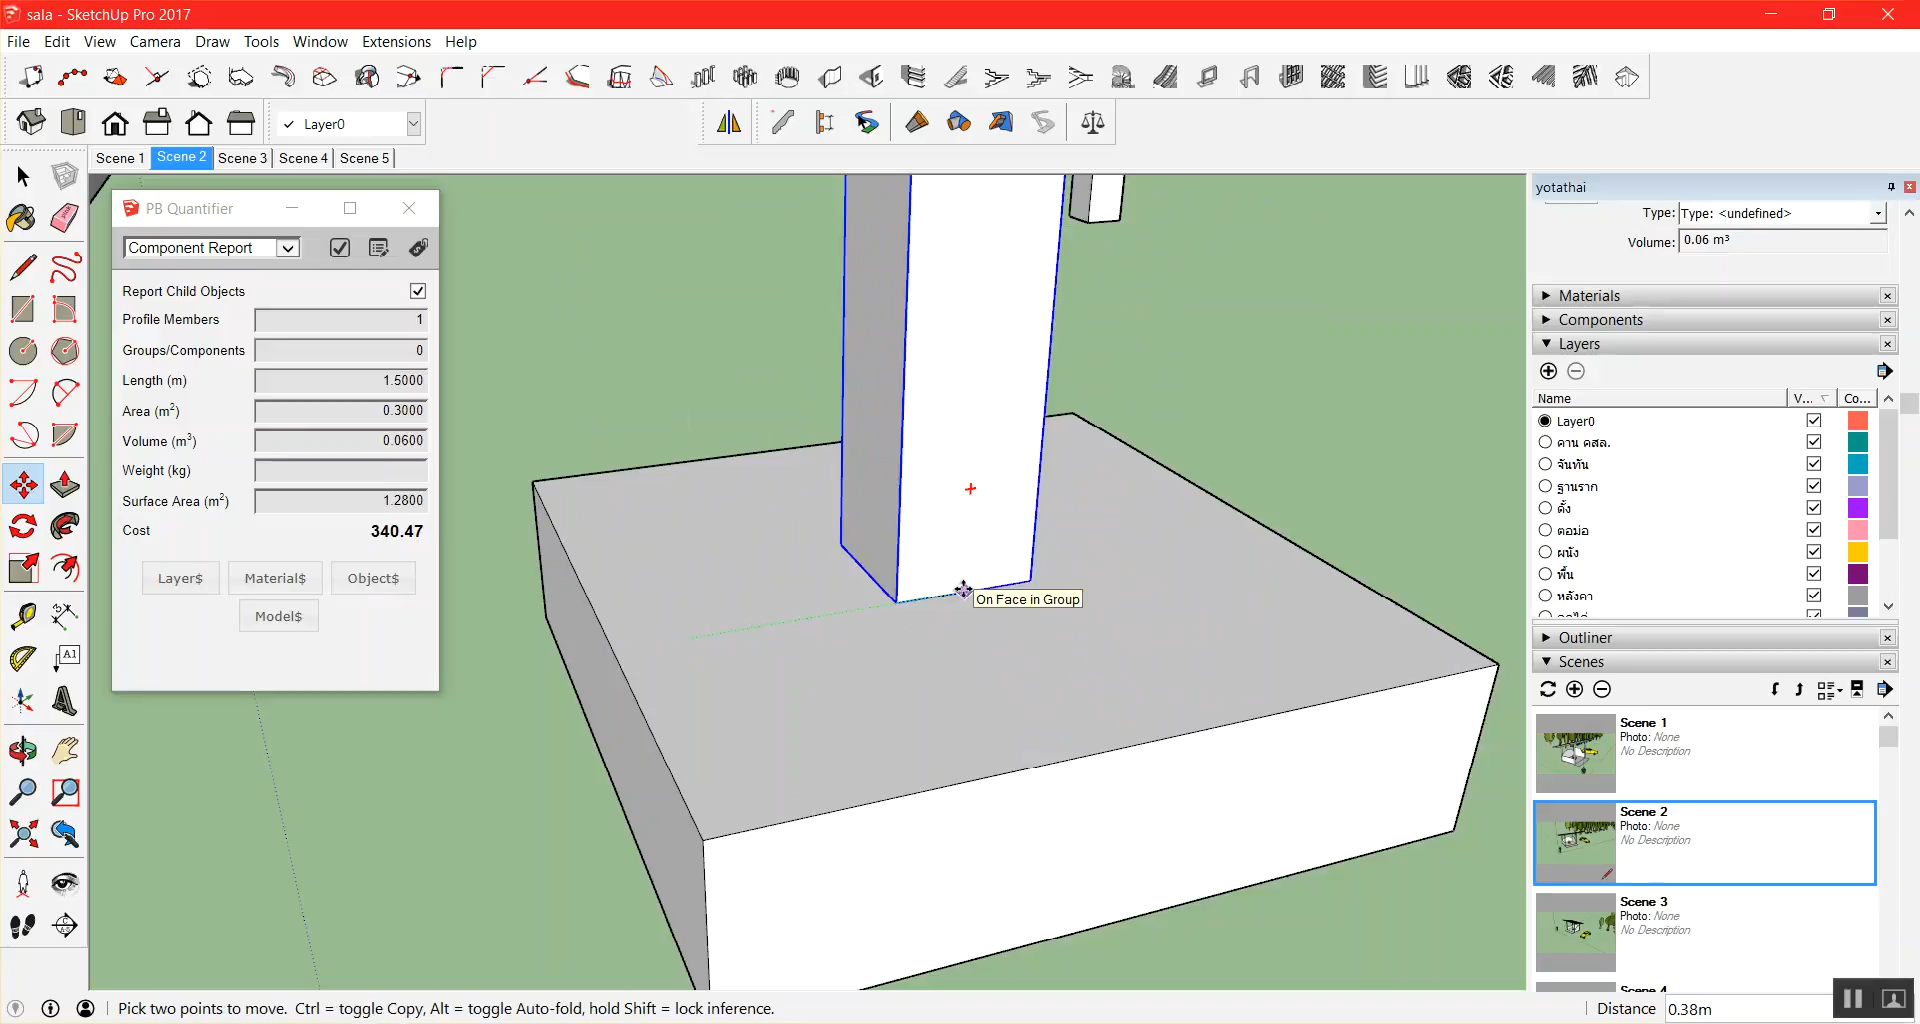 sala - SketchUp Pro 2017
File Edit View Camera Draw Tools Window Extensions Help
Layer0
Scene 1 Scene 2 Scene 3 Scene 4 Scene 5
PB Quantifier
Component Report
Report Child Objects
Profile Members 1
Groups/Components 0
Length (m) 1.5000
Area (m²) 0.3000
Volume (m³) 0.0600
Weight (kg)
Surface Area (m²) 1.2800
Cost 340.47
Layer$ Material$ Object$
Model$
On Face in Group
yotathai
Type: Type: <undefined>
Volume: 0.06 m³
Materials
Components
Layers
Name V... Co...
Layer0
คาน คสล.
จันทัน
ฐานราก
ดั้ง
ตอม่อ
ผนัง
พื้น
หลังคา
Outliner
Scenes
Scene 1
Photo: None
No Description
Scene 2
Photo: None
No Description
Scene 3
Photo: None
No Description
Scene 4
A1
Pick two points to move. Ctrl = toggle Copy, Alt = toggle Auto-fold, hold Shift = lock inference.
Distance 0.38m